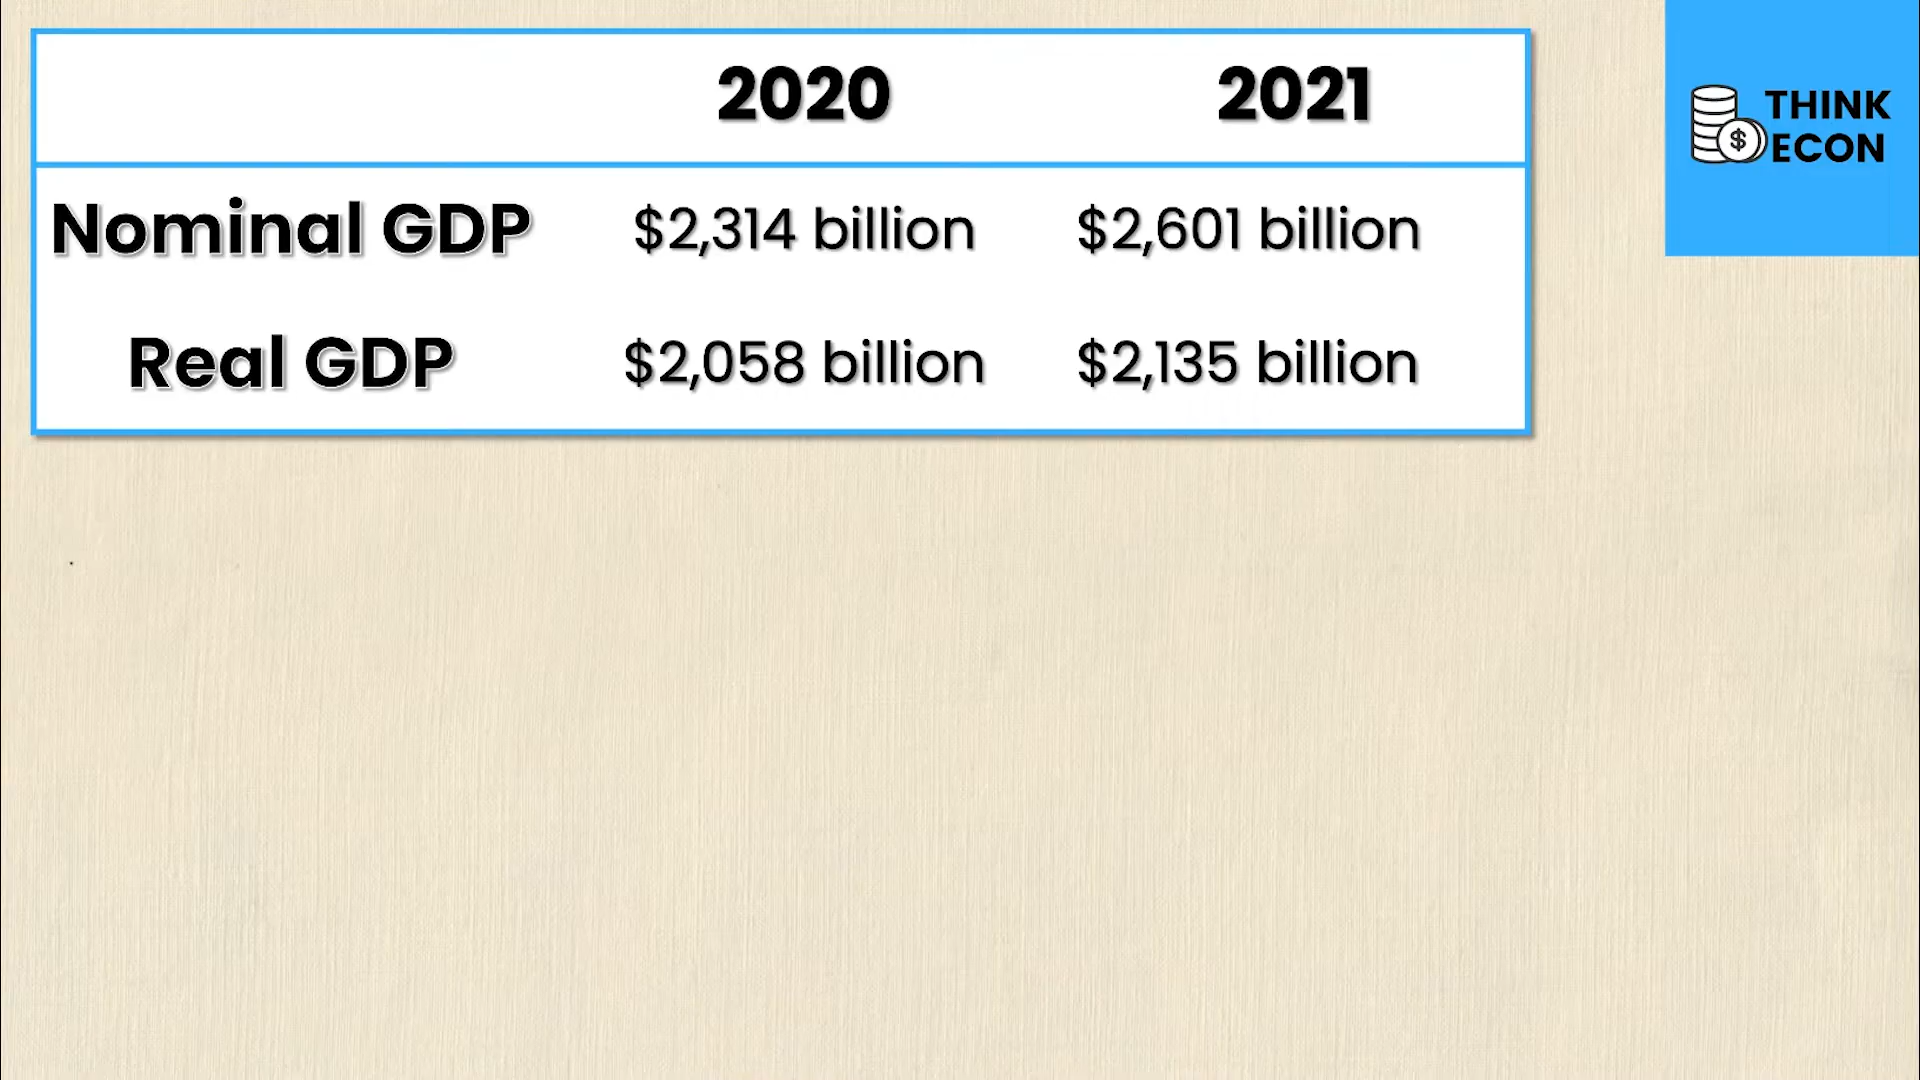 2020 2021
Nominal GDP $2,314 billion $2,601 billion
Real GDP $2,058 billion $2,135 billion
THINK
$ ECON